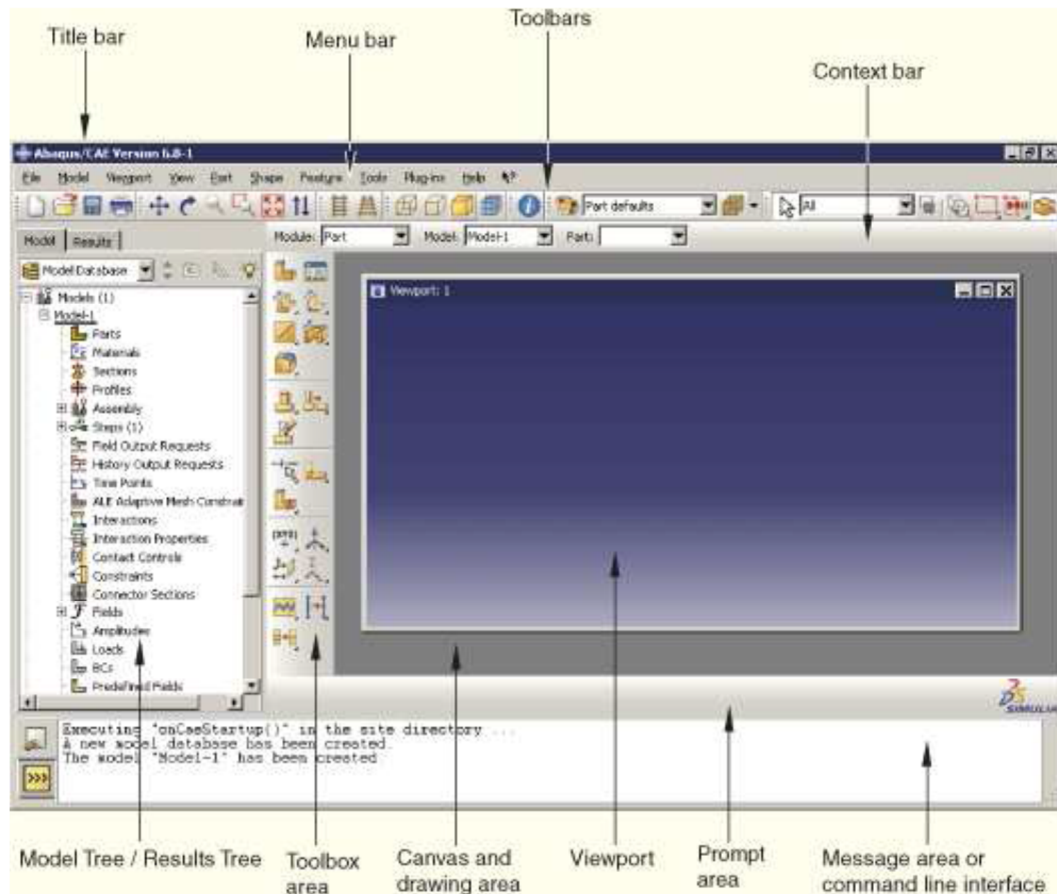 Toolbars
Title bar
Menu bar
Context bar
Abaqus/CAE Version 6.8-1
File Model Viewport View Part Shape Feature Tools Plug-ins Help
Part defaults
All
Model Results
Module: Part Model: Model-1 Part:
Model Database
Viewport: 1
Models (1)
Model-1
Parts
Materials
Sections
Profiles
Assembly
Steps (1)
Field Output Requests
History Output Requests
Time Points
ALE Adaptive Mesh Constrai
Interactions
Interaction Properties
Contact Controls
Constraints
Connector Sections
Fields
Amplitudes
Loads
BCs
Predefined Fields
SIMULIA
Executing "onCaeStartup()" in the site directory ...
A new model database has been created.
The model "Model-1" has been created
>>>
Model Tree / Results Tree
Toolbox
area
Canvas and
drawing area
Viewport
Prompt
area
Message area or
command line interface